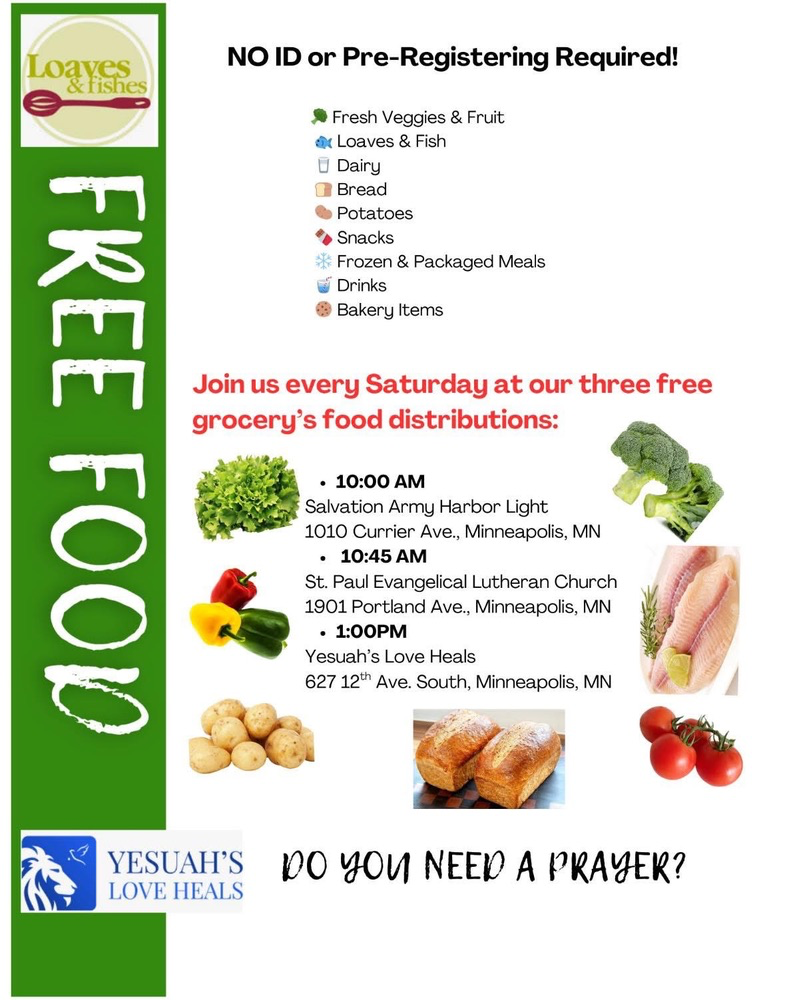 Loaves
& fishes
FREE FOOD
NO ID or Pre-Registering Required!
🥦 Fresh Veggies & Fruit
🐟 Loaves & Fish
🥛 Dairy
🍞 Bread
🥔 Potatoes
🍫 Snacks
❄️ Frozen & Packaged Meals
🥤 Drinks
🍪 Bakery Items
Join us every Saturday at our three free
grocery's food distributions:
• 10:00 AM
Salvation Army Harbor Light
1010 Currier Ave., Minneapolis, MN
• 10:45 AM
St. Paul Evangelical Lutheran Church
1901 Portland Ave., Minneapolis, MN
• 1:00PM
Yesuah's Love Heals
627 12th Ave. South, Minneapolis, MN
YESUAH'S
LOVE HEALS
DO YOU NEED A PRAYER?